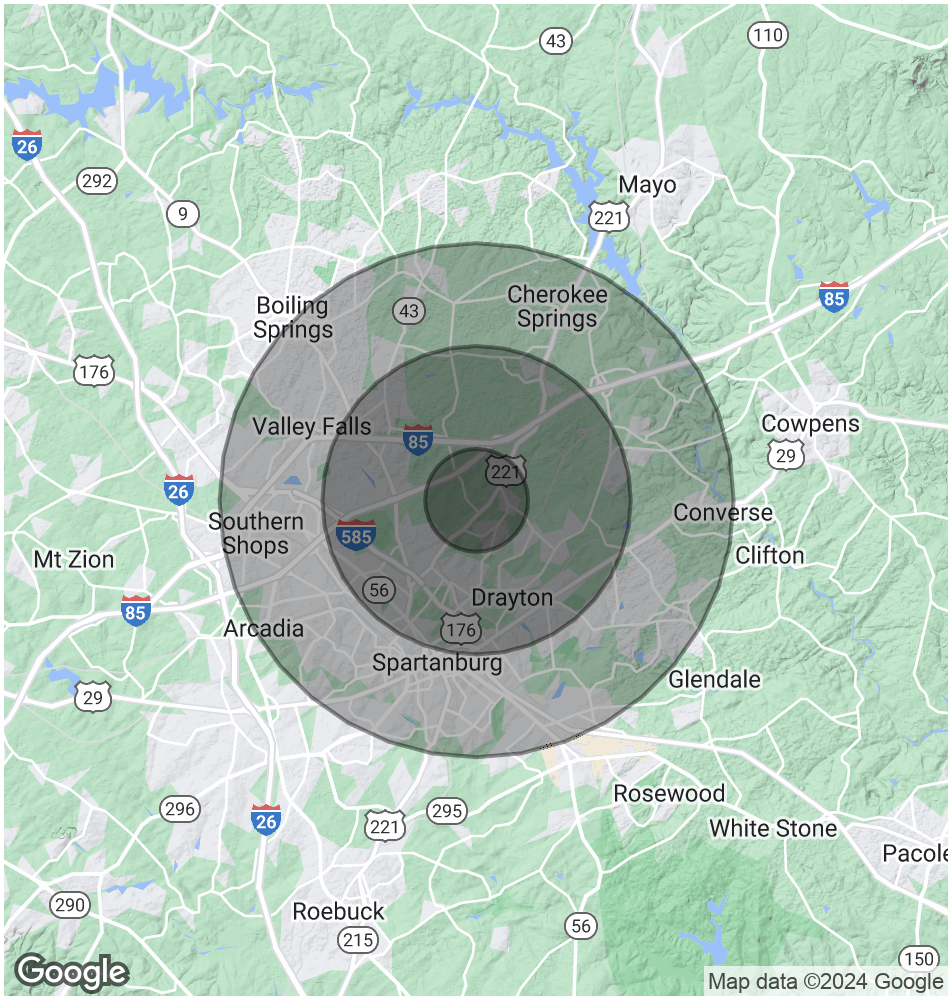 43
110
26
292
Mayo
9
221
Boiling
Springs
43
Cherokee
Springs
85
176
Valley Falls
85
Cowpens
29
221
26
Southern
Shops
585
Converse
Mt Zion
Clifton
56
Drayton
85
Arcadia
176
Spartanburg
29
Glendale
296
26
221
295
Rosewood
White Stone
Pacole
290
Roebuck
215
56
150
Google
Map data ©2024 Google